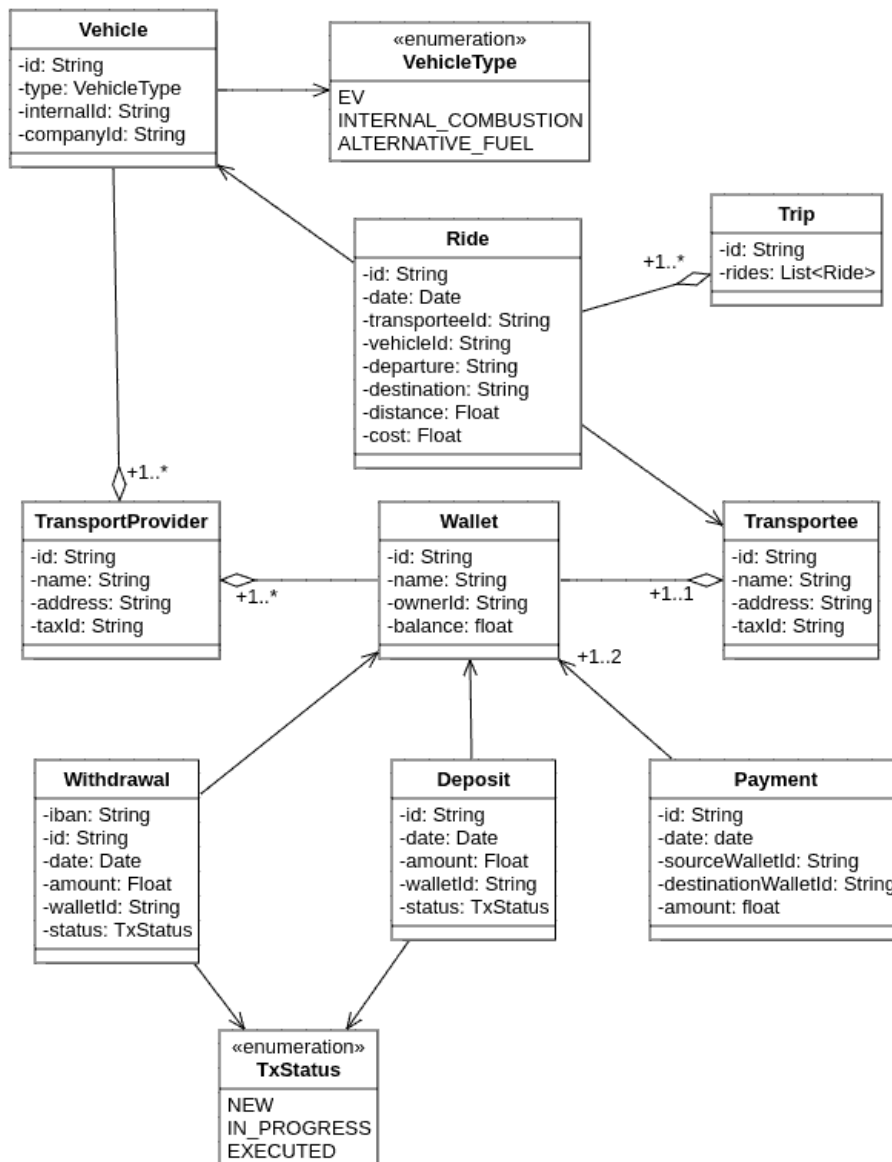 Vehicle
-id: String
-type: VehicleType
-internalId: String
-companyId: String
«enumeration»
VehicleType
EV
INTERNAL_COMBUSTION
ALTERNATIVE_FUEL
Trip
-id: String
-rides: List<Ride>
+1..*
Ride
-id: String
-date: Date
-transporteeId: String
-vehicleId: String
-departure: String
-destination: String
-distance: Float
-cost: Float
+1..*
TransportProvider
-id: String
-name: String
-address: String
-taxId: String
+1..*
Wallet
-id: String
-name: String
-ownerId: String
-balance: float
+1..1
Transportee
-id: String
-name: String
-address: String
-taxId: String
+1..2
Withdrawal
-iban: String
-id: String
-date: Date
-amount: Float
-walletId: String
-status: TxStatus
Deposit
-id: String
-date: Date
-amount: Float
-walletId: String
-status: TxStatus
Payment
-id: String
-date: date
-sourceWalletId: String
-destinationWalletId: String
-amount: float
«enumeration»
TxStatus
NEW
IN_PROGRESS
EXECUTED